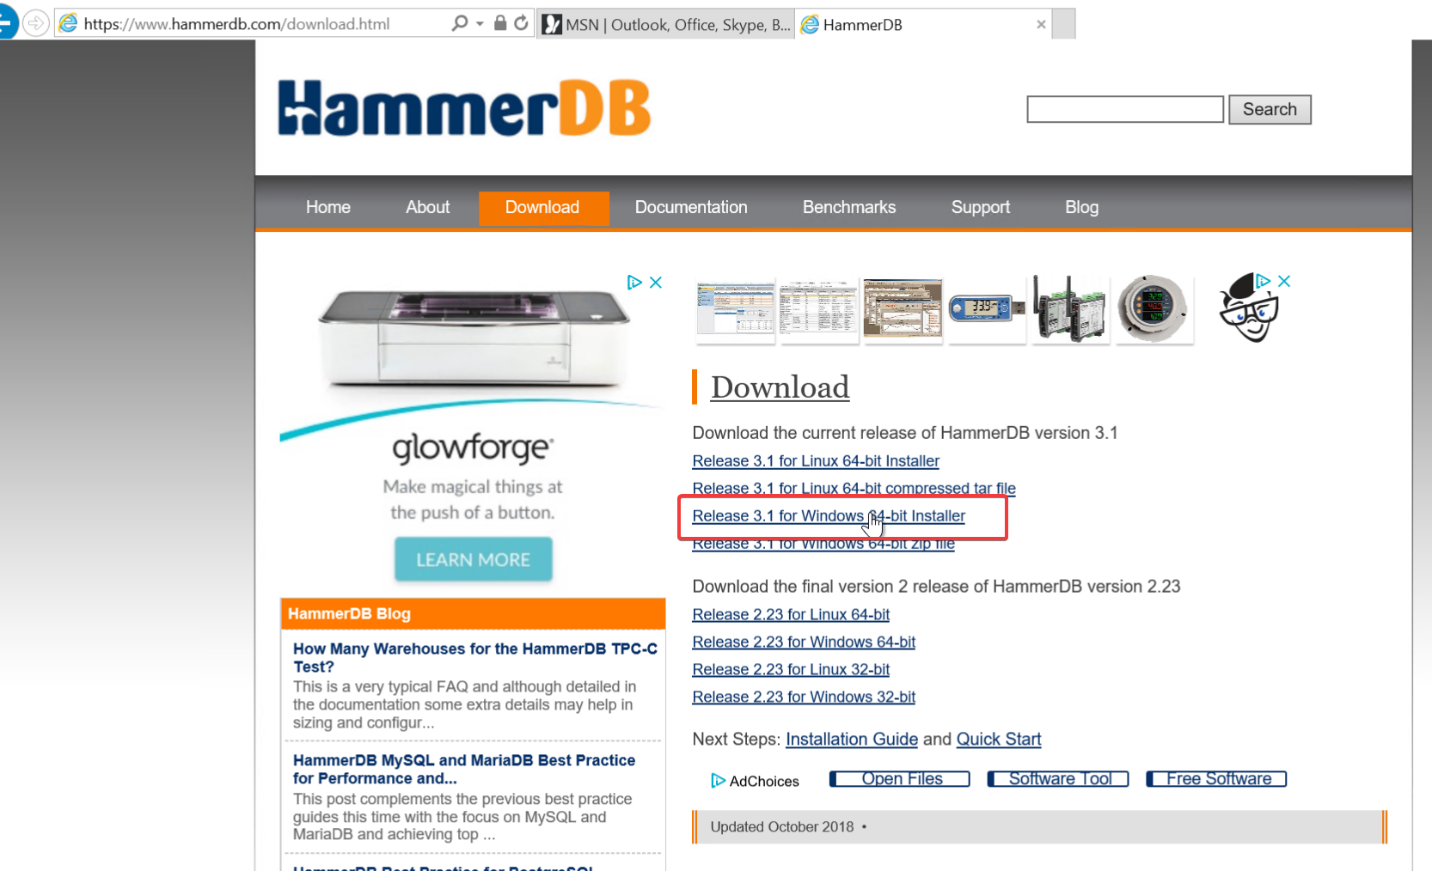 https://www.hammerdb.com/download.html
MSN | Outlook, Office, Skype, B...
HammerDB
HammerDB
Search
Home
About
Download
Documentation
Benchmarks
Support
Blog
glowforge
Make magical things at
the push of a button.
LEARN MORE
HammerDB Blog
How Many Warehouses for the HammerDB TPC-C
Test?
This is a very typical FAQ and although detailed in
the documentation some extra details may help in
sizing and configur...
HammerDB MySQL and MariaDB Best Practice
for Performance and...
This post complements the previous best practice
guides this time with the focus on MySQL and
MariaDB and achieving top ...
HammerDB Best Practice for PostgreSQL
33.9
Download
Download the current release of HammerDB version 3.1
Release 3.1 for Linux 64-bit Installer
Release 3.1 for Linux 64-bit compressed tar file
Release 3.1 for Windows 64-bit Installer
Release 3.1 for Windows 64-bit zip file
Download the final version 2 release of HammerDB version 2.23
Release 2.23 for Linux 64-bit
Release 2.23 for Windows 64-bit
Release 2.23 for Linux 32-bit
Release 2.23 for Windows 32-bit
Next Steps: Installation Guide and Quick Start
AdChoices
Open Files
Software Tool
Free Software
Updated October 2018 •